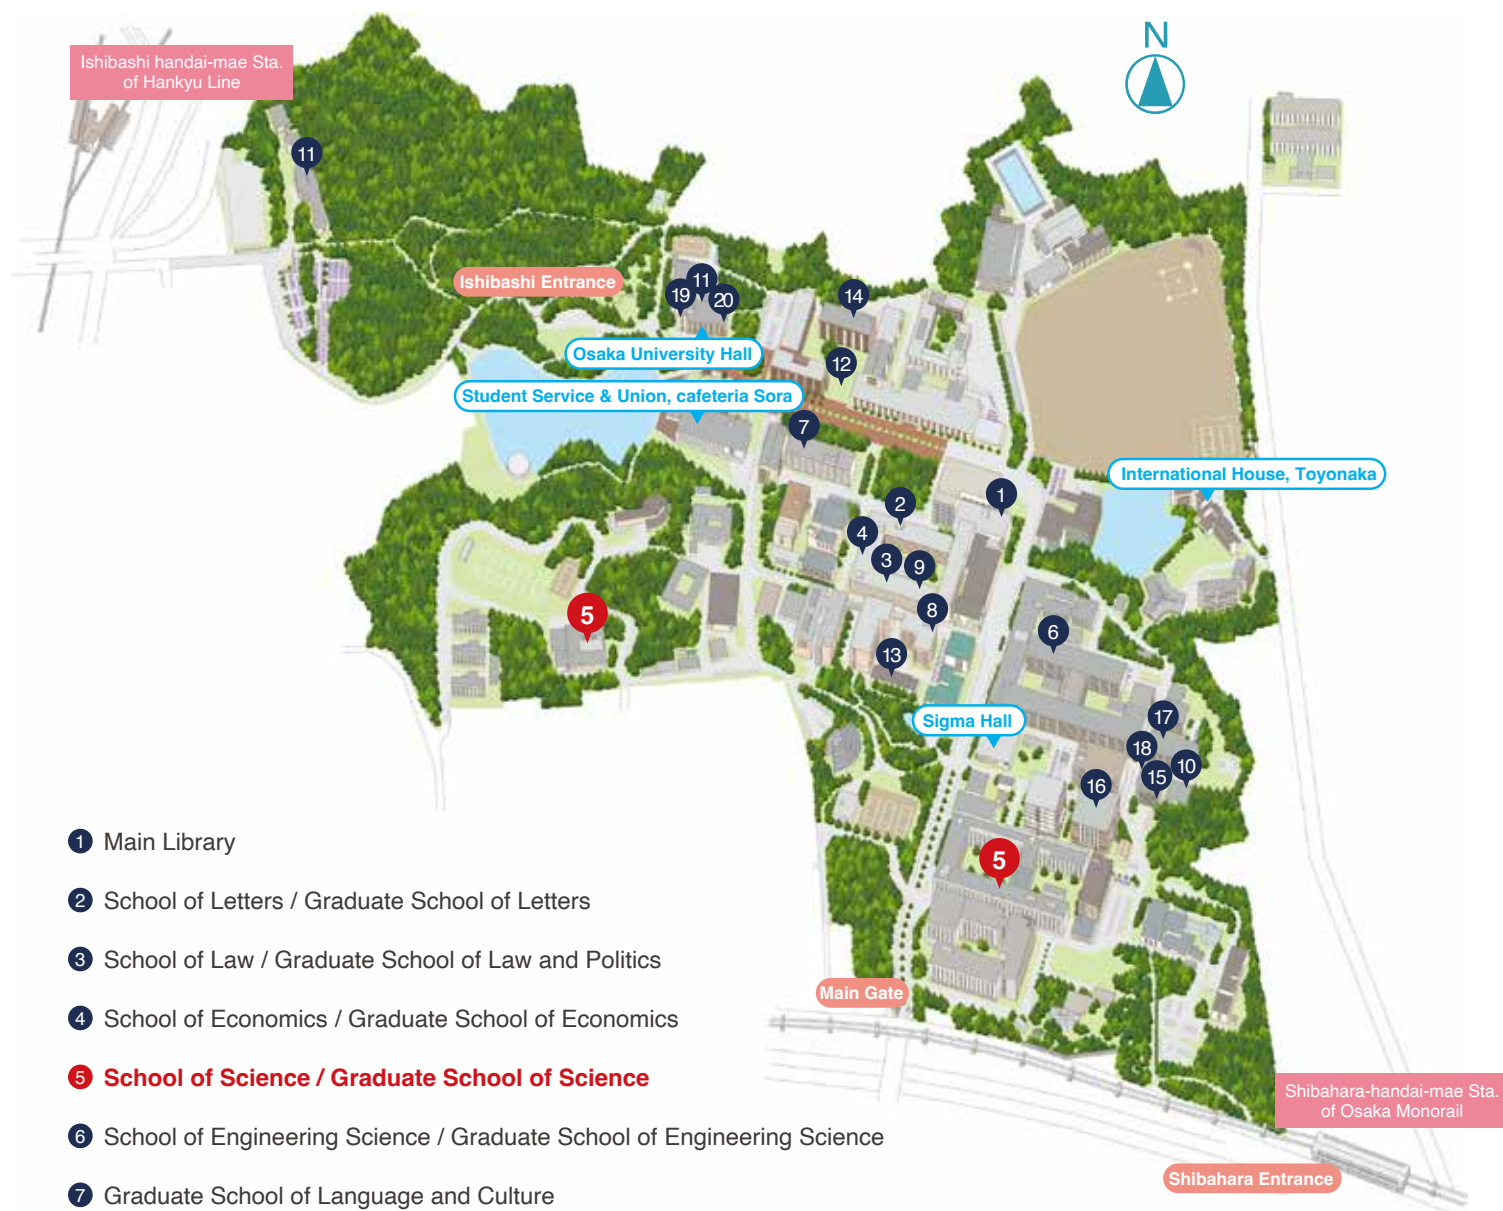 N
Ishibashi handai-mae Sta.
of Hankyu Line
11
Ishibashi Entrance
11
19
20
14
Osaka University Hall
12
Student Service & Union, cafeteria Sora
7
International House, Toyonaka
1
2
4
3
9
5
8
6
13
17
Sigma Hall
18
10
15
16
5
Main Gate
Shibahara-handai-mae Sta.
of Osaka Monorail
Shibahara Entrance
1 Main Library
2 School of Letters / Graduate School of Letters
3 School of Law / Graduate School of Law and Politics
4 School of Economics / Graduate School of Economics
5 School of Science / Graduate School of Science
6 School of Engineering Science / Graduate School of Engineering Science
7 Graduate School of Language and Culture